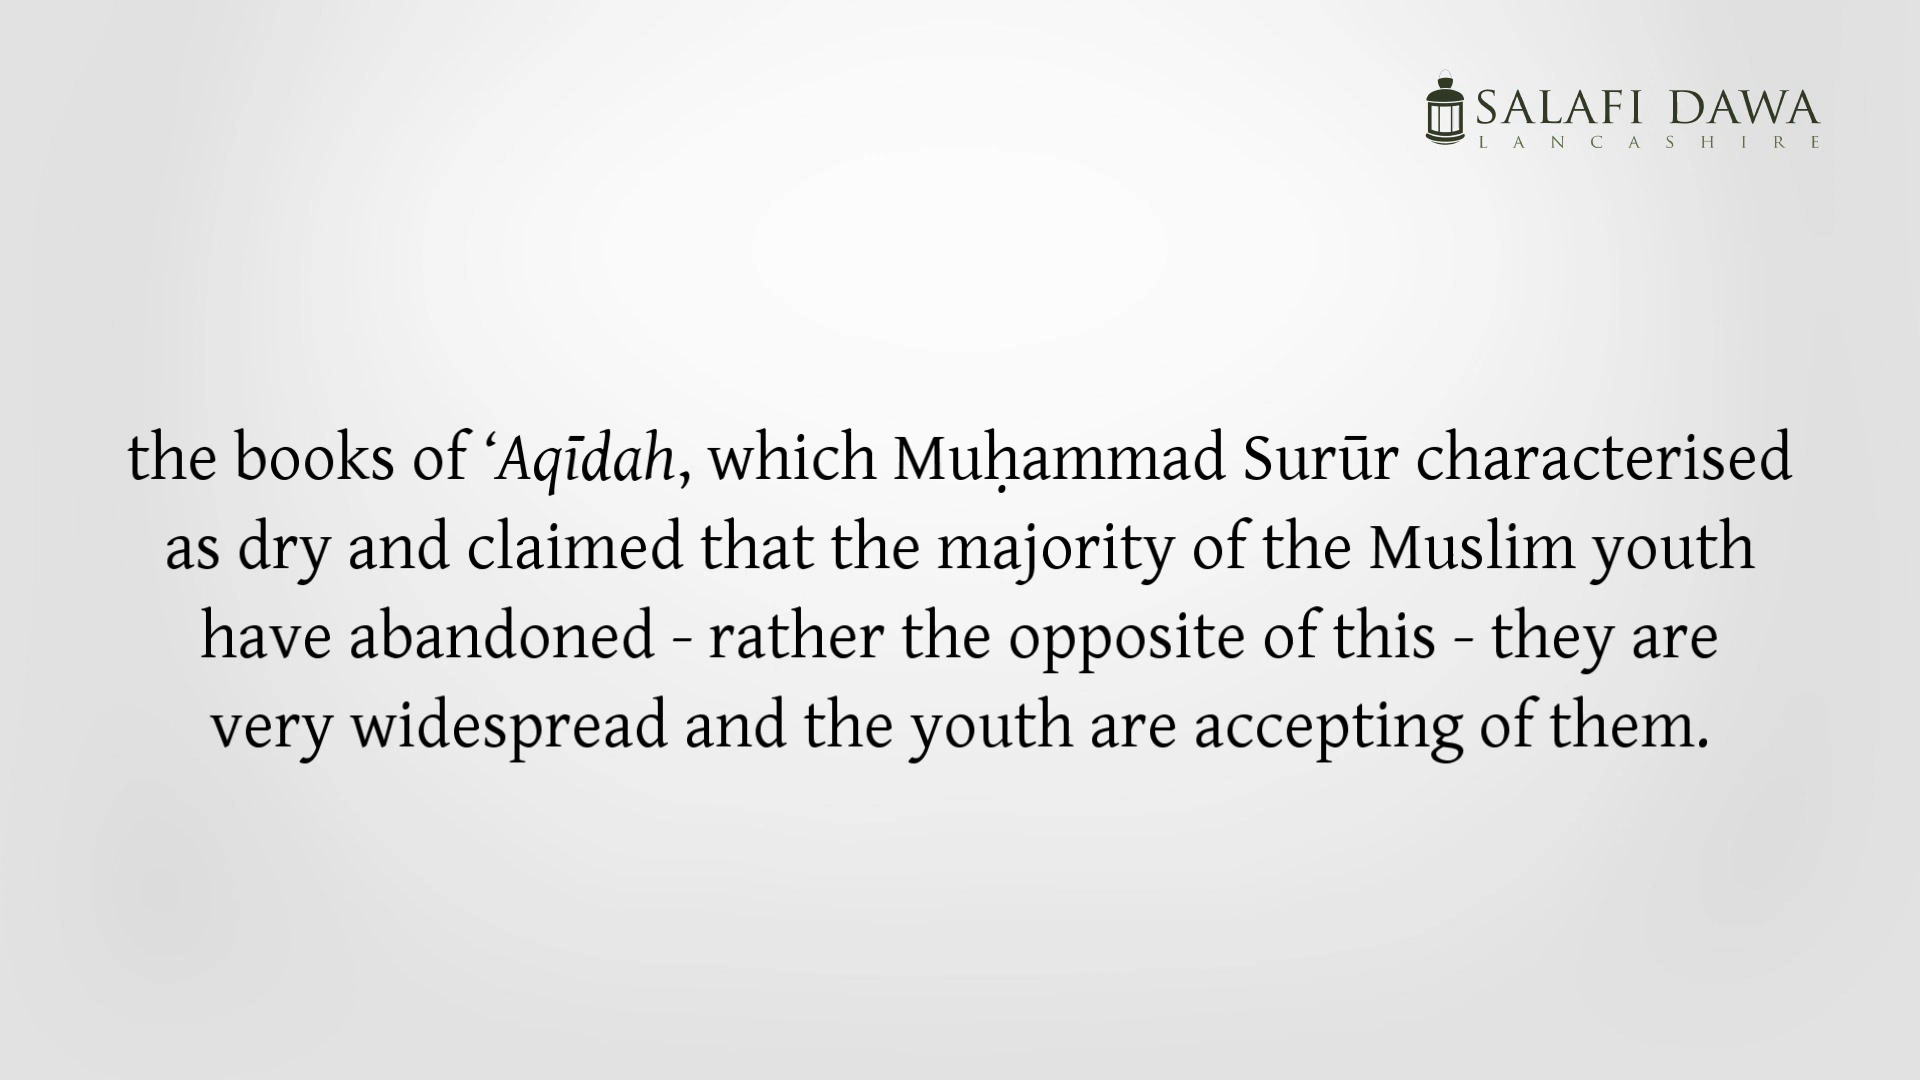 SALAFI DAWA
LANCASHIRE
the books of ‘Aqīdah, which Muḥammad Surūr characterised
as dry and claimed that the majority of the Muslim youth
have abandoned - rather the opposite of this - they are
very widespread and the youth are accepting of them.